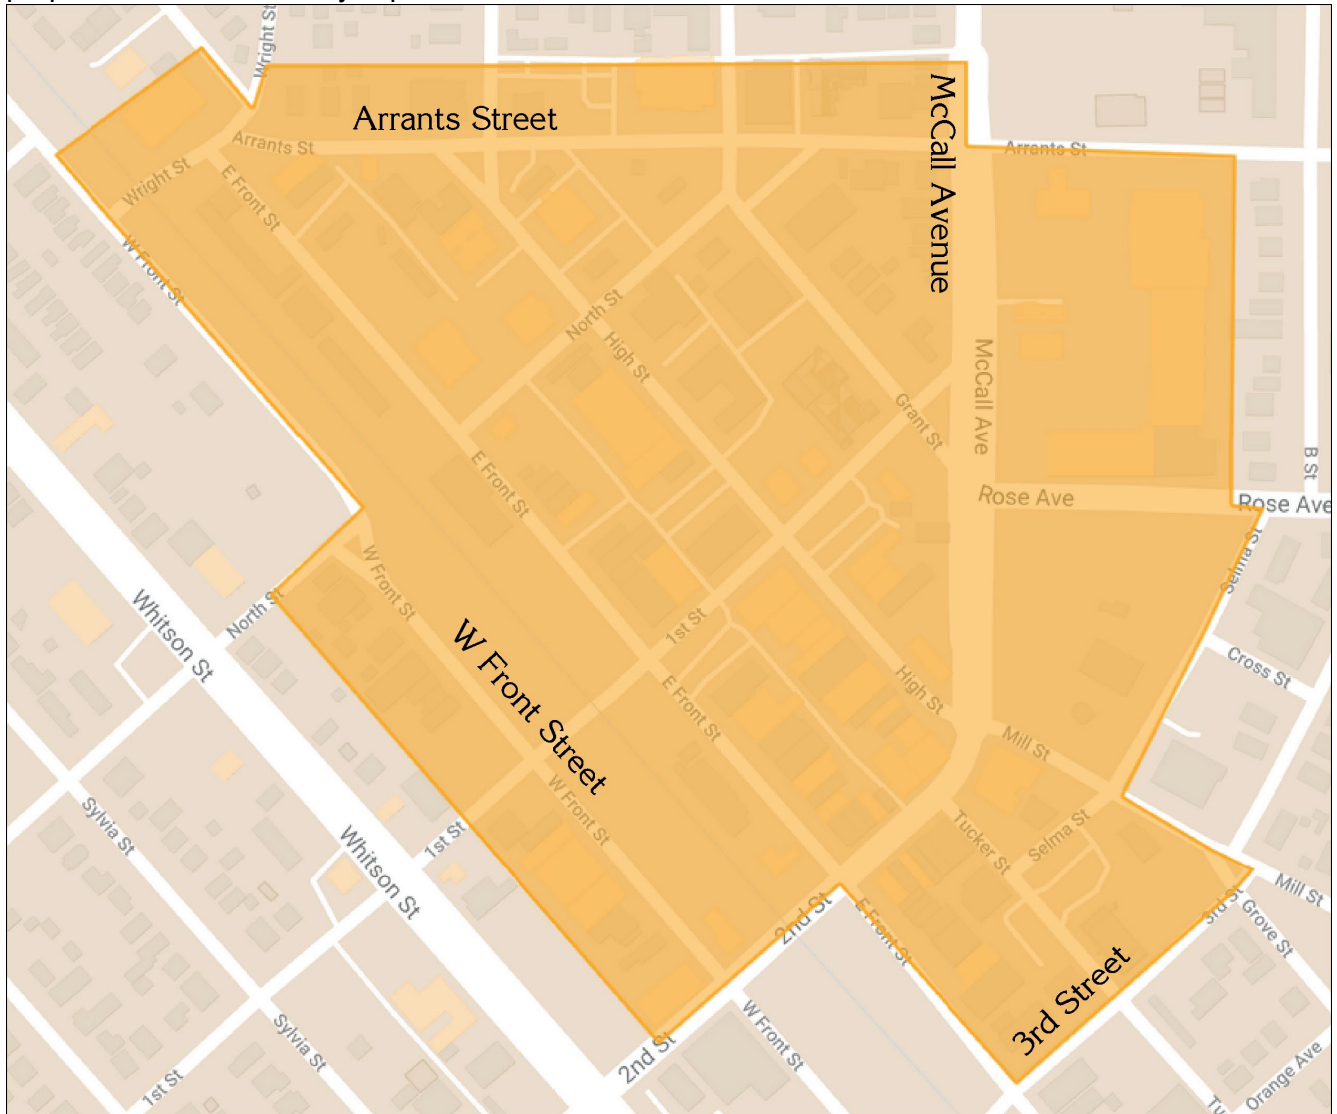 Wright St
Arrants Street
McCall Avenue
Arrants St
Arrants St
Wright St
E Front St
W Front St
North St
High St
McCall Ave
Grant St
B St
E Front St
Rose Ave
Rose Ave
Selma St
W Front St
North St
Whitson St
1st St
W Front Street
Cross St
E Front St
High St
Mill St
W Front St
Sylvia St
1st St
Whitson St
Tucker St
Selma St
Mill St
3rd St
Grove St
2nd St
E Front St
3rd Street
W Front St
2nd St
Sylvia St
1st St
Orange Ave